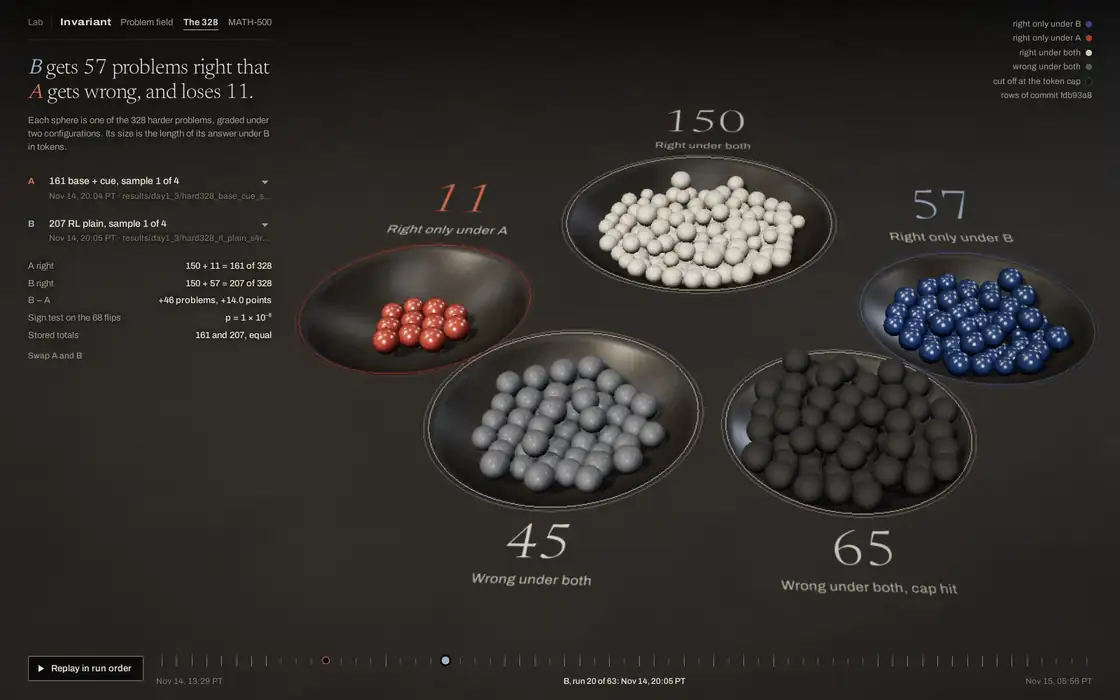 Lab Invariant Problem field The 328 MATH-500
B gets 57 problems right that
A gets wrong, and loses 11.
Each sphere is one of the 328 harder problems, graded under
two configurations. Its size is the length of its answer under B
in tokens.
A 161 base + cue, sample 1 of 4
Nov 14, 20:04 PT · results/day1_3/hard328_base_cue_s...
B 207 RL plain, sample 1 of 4
Nov 14, 20:05 PT · results/day1_3/hard328_rl_plain_s4r...
A right 150 + 11 = 161 of 328
B right 150 + 57 = 207 of 328
B – A +46 problems, +14.0 points
Sign test on the 68 flips p = 1 × 10⁻⁸
Stored totals 161 and 207, equal
Swap A and B
right only under B
right only under A
right under both
wrong under both
cut off at the token cap
rows of commit fdb93a8
150
Right under both
11
Right only under A
57
Right only under B
45
Wrong under both
65
Wrong under both, cap hit
Replay in run order
Nov 14, 13:29 PT
B, run 20 of 63: Nov 14, 20:05 PT
Nov 15, 05:56 PT